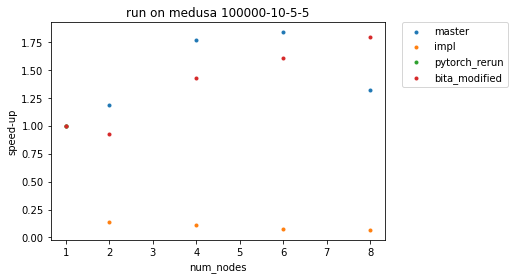 run on medusa 100000-10-5-5
1.75
1.50
1.25
1.00
0.75
0.50
0.25
0.00
speed-up
1 2 3 4 5 6 7 8
num_nodes
master
impl
pytorch_rerun
bita_modified